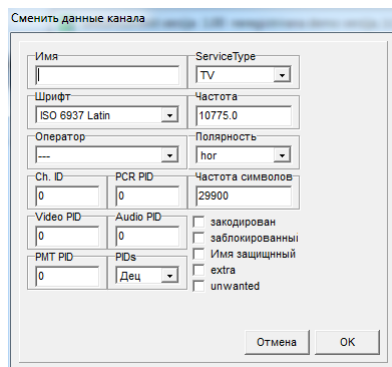 Сменить данные канала
Имя
ServiceType
TV
Шрифт
Частота
ISO 6937 Latin
10775.0
Оператор
Полярность
---
hor
Ch. ID
PCR PID
Частота символов
0
0
29900
Video PID
Audio PID
закодирован
0
0
заблокированны
Имя защищнный
PMT PID
PIDs
extra
0
Дец
unwanted
Отмена
OK